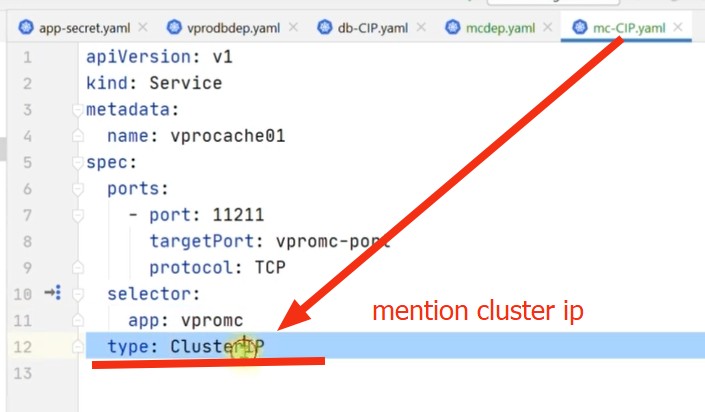 app-secret.yaml vprodbdep.yaml db-CIP.yaml mcdep.yaml mc-CIP.yaml
1 apiVersion: v1
2 kind: Service
3 metadata:
4 name: vprocache01
5 spec:
6 ports:
7 - port: 11211
8 targetPort: vpromc-port
9 protocol: TCP
10 selector:
11 app: vpromc
mention cluster ip
12 type: ClusterIP
13